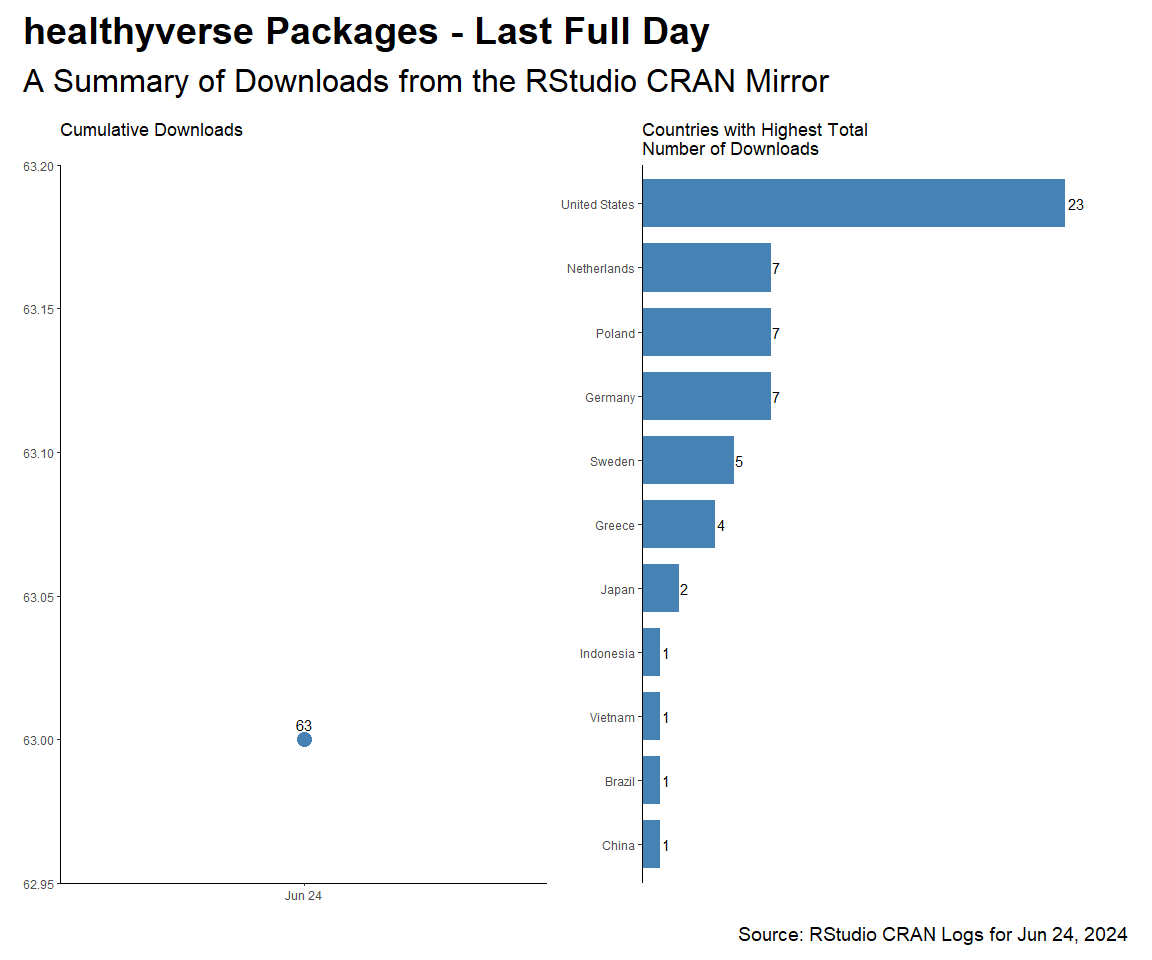 healthyverse Packages - Last Full Day
A Summary of Downloads from the RStudio CRAN Mirror
Cumulative Downloads
63.20
63.15
63.10
63.05
63.00
62.95
63
Jun 24
Countries with Highest Total
Number of Downloads
United States 23
Netherlands 7
Poland 7
Germany 7
Sweden 5
Greece 4
Japan 2
Indonesia 1
Vietnam 1
Brazil 1
China 1
Source: RStudio CRAN Logs for Jun 24, 2024